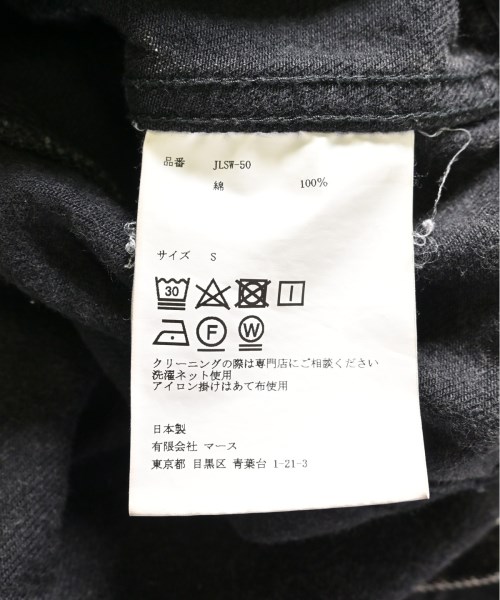 品番 JLSW-50
綿 100%
サイズ S
30
F W
クリーニングの際は専門店にご相談ください
洗濯ネット使用
アイロン掛けはあて布使用
日本製
有限会社 マース
東京都 目黒区 青葉台 1-21-3